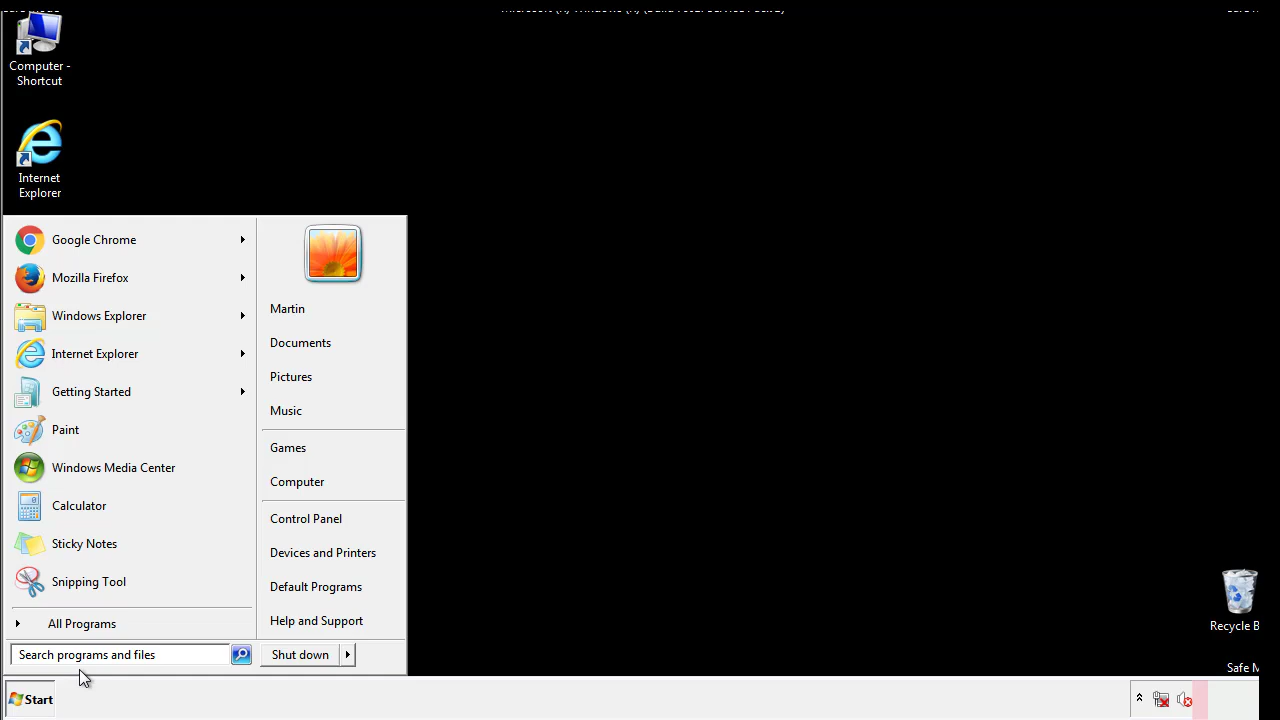 Computer -
Shortcut
Internet
Explorer
Google Chrome
Mozilla Firefox
Windows Explorer
Internet Explorer
Getting Started
Paint
Windows Media Center
Calculator
Sticky Notes
Snipping Tool
All Programs
Search programs and files
Martin
Documents
Pictures
Music
Games
Computer
Control Panel
Devices and Printers
Default Programs
Help and Support
Shut down
Recycle B
Safe M
Start